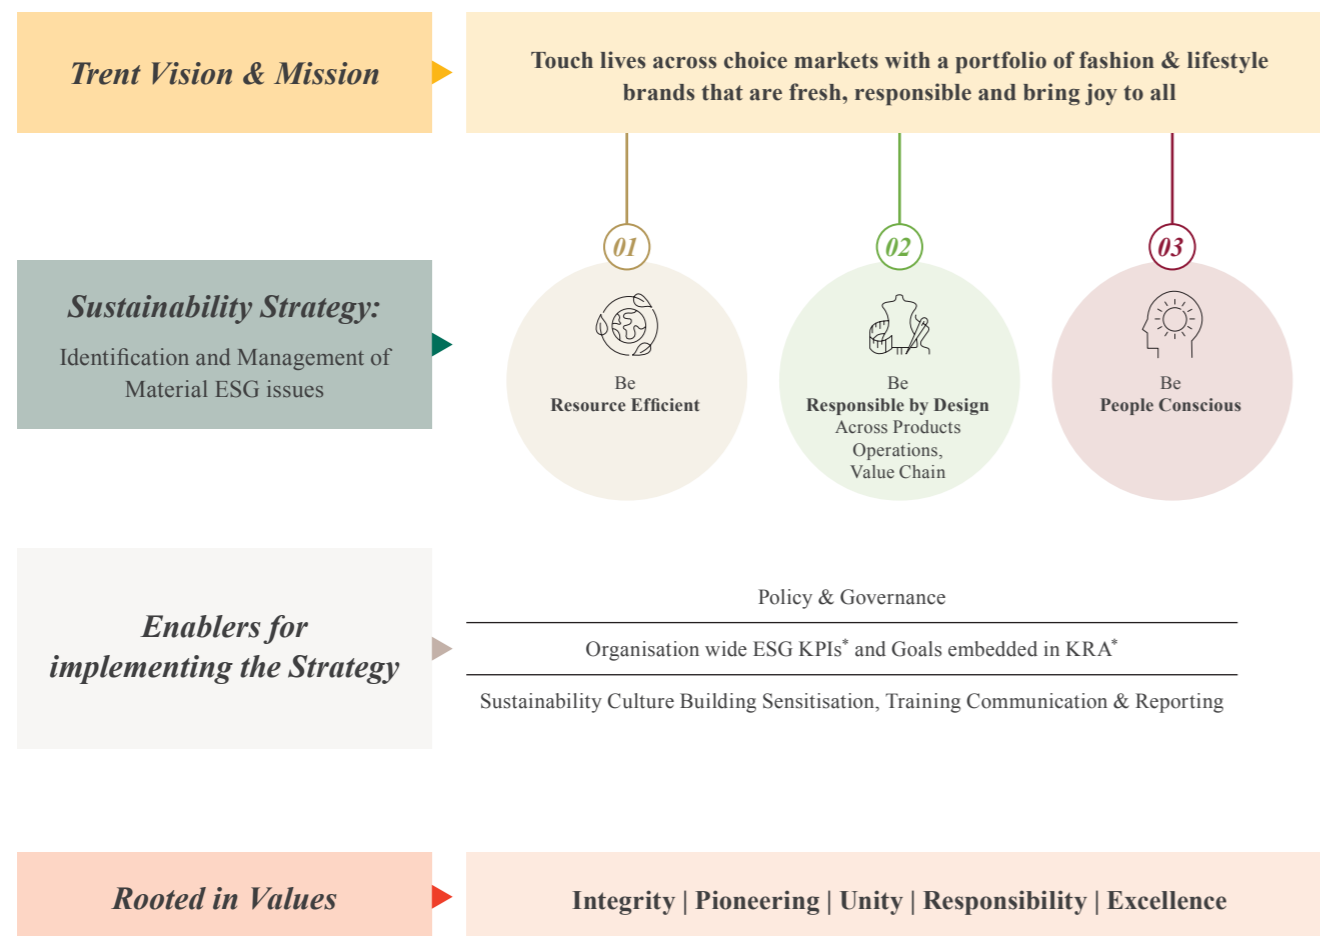 Trent Vision & Mission
Touch lives across choice markets with a portfolio of fashion & lifestyle
brands that are fresh, responsible and bring joy to all
Sustainability Strategy:
Identification and Management of
Material ESG issues
01
Be
Resource Efficient
02
Be
Responsible by Design
Across Products
Operations,
Value Chain
03
Be
People Conscious
Enablers for
implementing the Strategy
Policy & Governance
Organisation wide ESG KPIs* and Goals embedded in KRA*
Sustainability Culture Building Sensitisation, Training Communication & Reporting
Rooted in Values
Integrity | Pioneering | Unity | Responsibility | Excellence